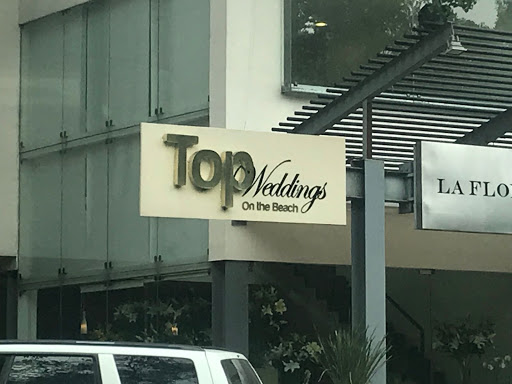 Top Weddings
On the Beach
LA FLO